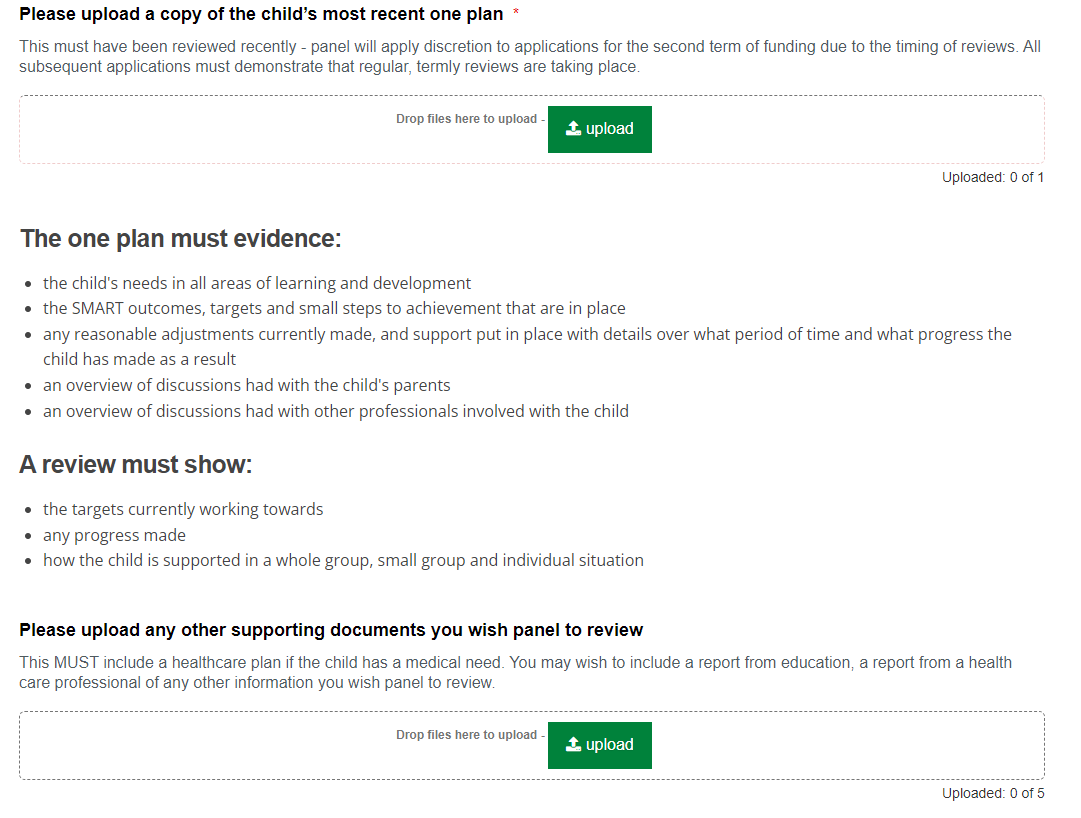 Please upload a copy of the child’s most recent one plan *
This must have been reviewed recently - panel will apply discretion to applications for the second term of funding due to the timing of reviews. All
subsequent applications must demonstrate that regular, termly reviews are taking place.
Drop files here to upload - upload
Uploaded: 0 of 1
The one plan must evidence:
• the child's needs in all areas of learning and development
• the SMART outcomes, targets and small steps to achievement that are in place
• any reasonable adjustments currently made, and support put in place with details over what period of time and what progress the
child has made as a result
• an overview of discussions had with the child's parents
• an overview of discussions had with other professionals involved with the child
A review must show:
• the targets currently working towards
• any progress made
• how the child is supported in a whole group, small group and individual situation
Please upload any other supporting documents you wish panel to review
This MUST include a healthcare plan if the child has a medical need. You may wish to include a report from education, a report from a health
care professional of any other information you wish panel to review.
Drop files here to upload - upload
Uploaded: 0 of 5